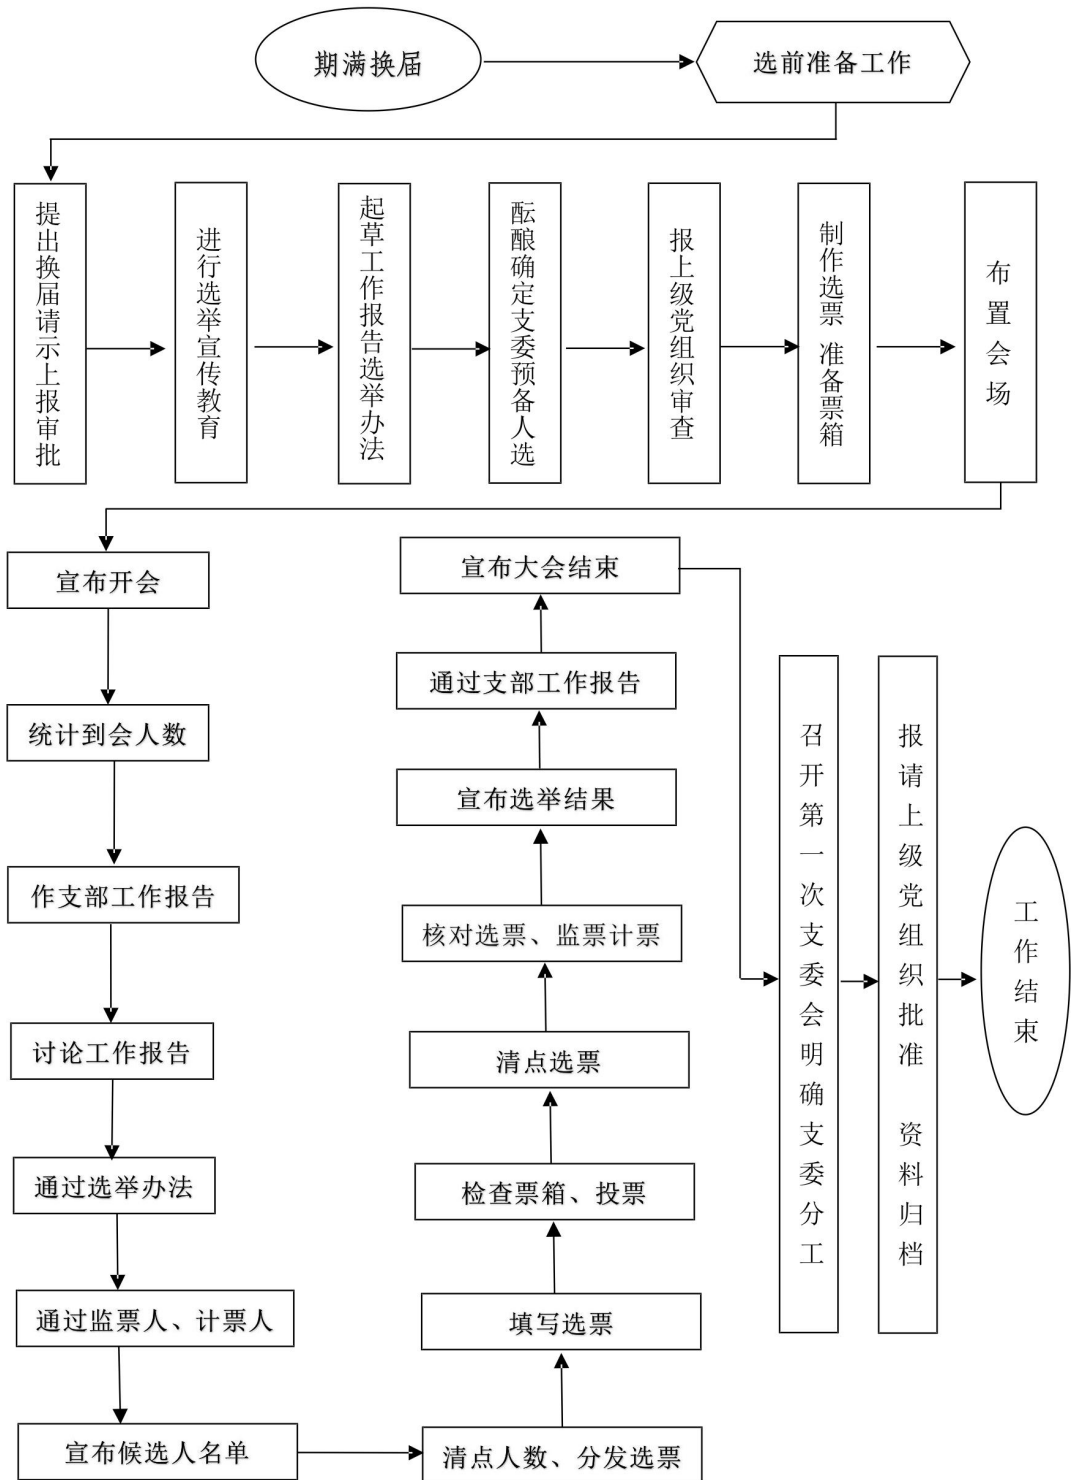 期满换届
选前准备工作
提出换届请示上报审批
进行选举宣传教育
起草工作报告选举办法
酝酿确定支委预备人选
报上级党组织审查
制作选票 准备票箱
布置会场
宣布开会
统计到会人数
作支部工作报告
讨论工作报告
通过选举办法
通过监票人、计票人
宣布候选人名单
清点人数、分发选票
填写选票
检查票箱、投票
清点选票
核对选票、监票计票
宣布选举结果
通过支部工作报告
宣布大会结束
召开第一次支委会明确支委分工
报请上级党组织批准 资料归档
工作结束